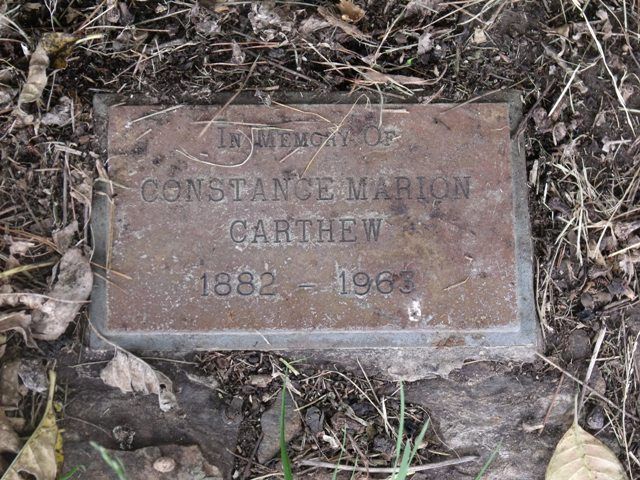 In Memory Of
CONSTANCE MARION
CARTHEW
1882 - 1963